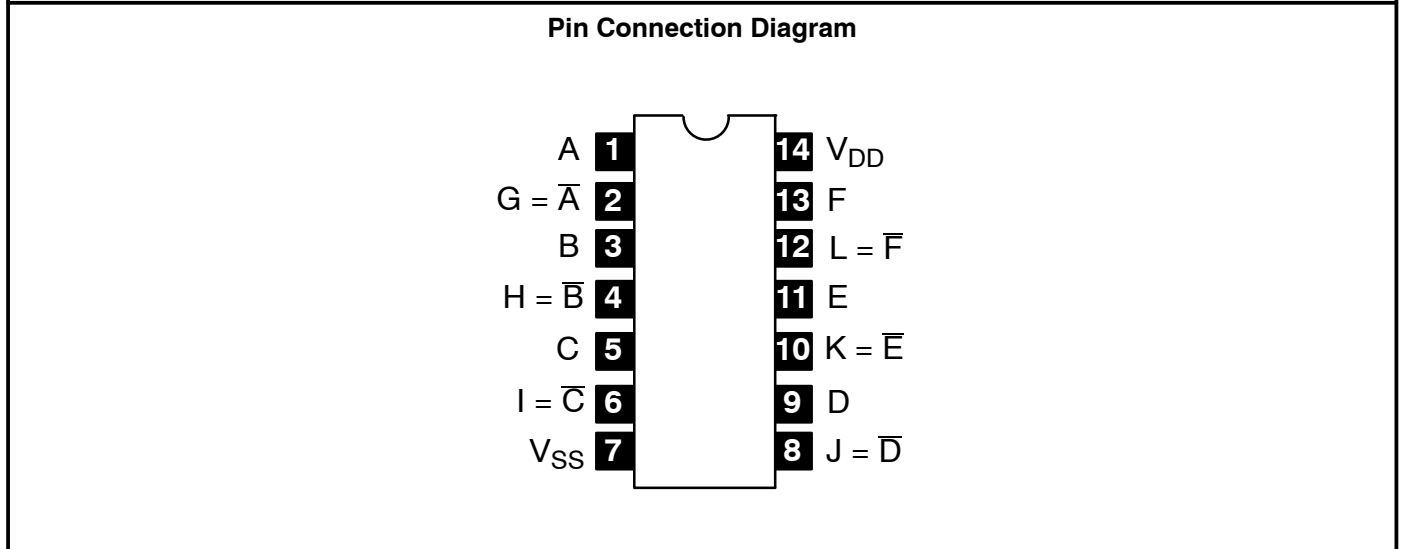 Pin Connection Diagram
A 1 14 V_DD
G = A̅ 2 13 F
B 3 12 L = F̅
H = B̅ 4 11 E
C 5 10 K = E̅
I = C̅ 6 9 D
V_SS 7 8 J = D̅